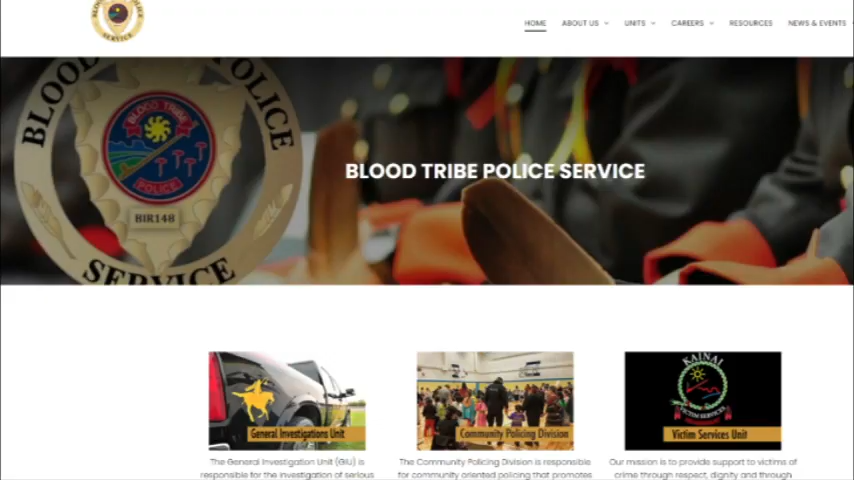 BLOOD TRIBE POLICE
SERVICE
HOME ABOUT US UNITS CAREERS RESOURCES NEWS & EVENTS
BLOOD POLICE
BLOOD TRIBE
POLICE
BIR148
SERVICE
BLOOD TRIBE POLICE SERVICE
General Investigations Unit
Community Policing Division
KAINAI
VICTIM SERVICES
Victim Services Unit
The General Investigation Unit (GIU) is
responsible for the investigation of serious
The Community Policing Division is responsible
for community oriented policing that promotes
Our mission is to provide support to victims of
crime through respect, dignity and through